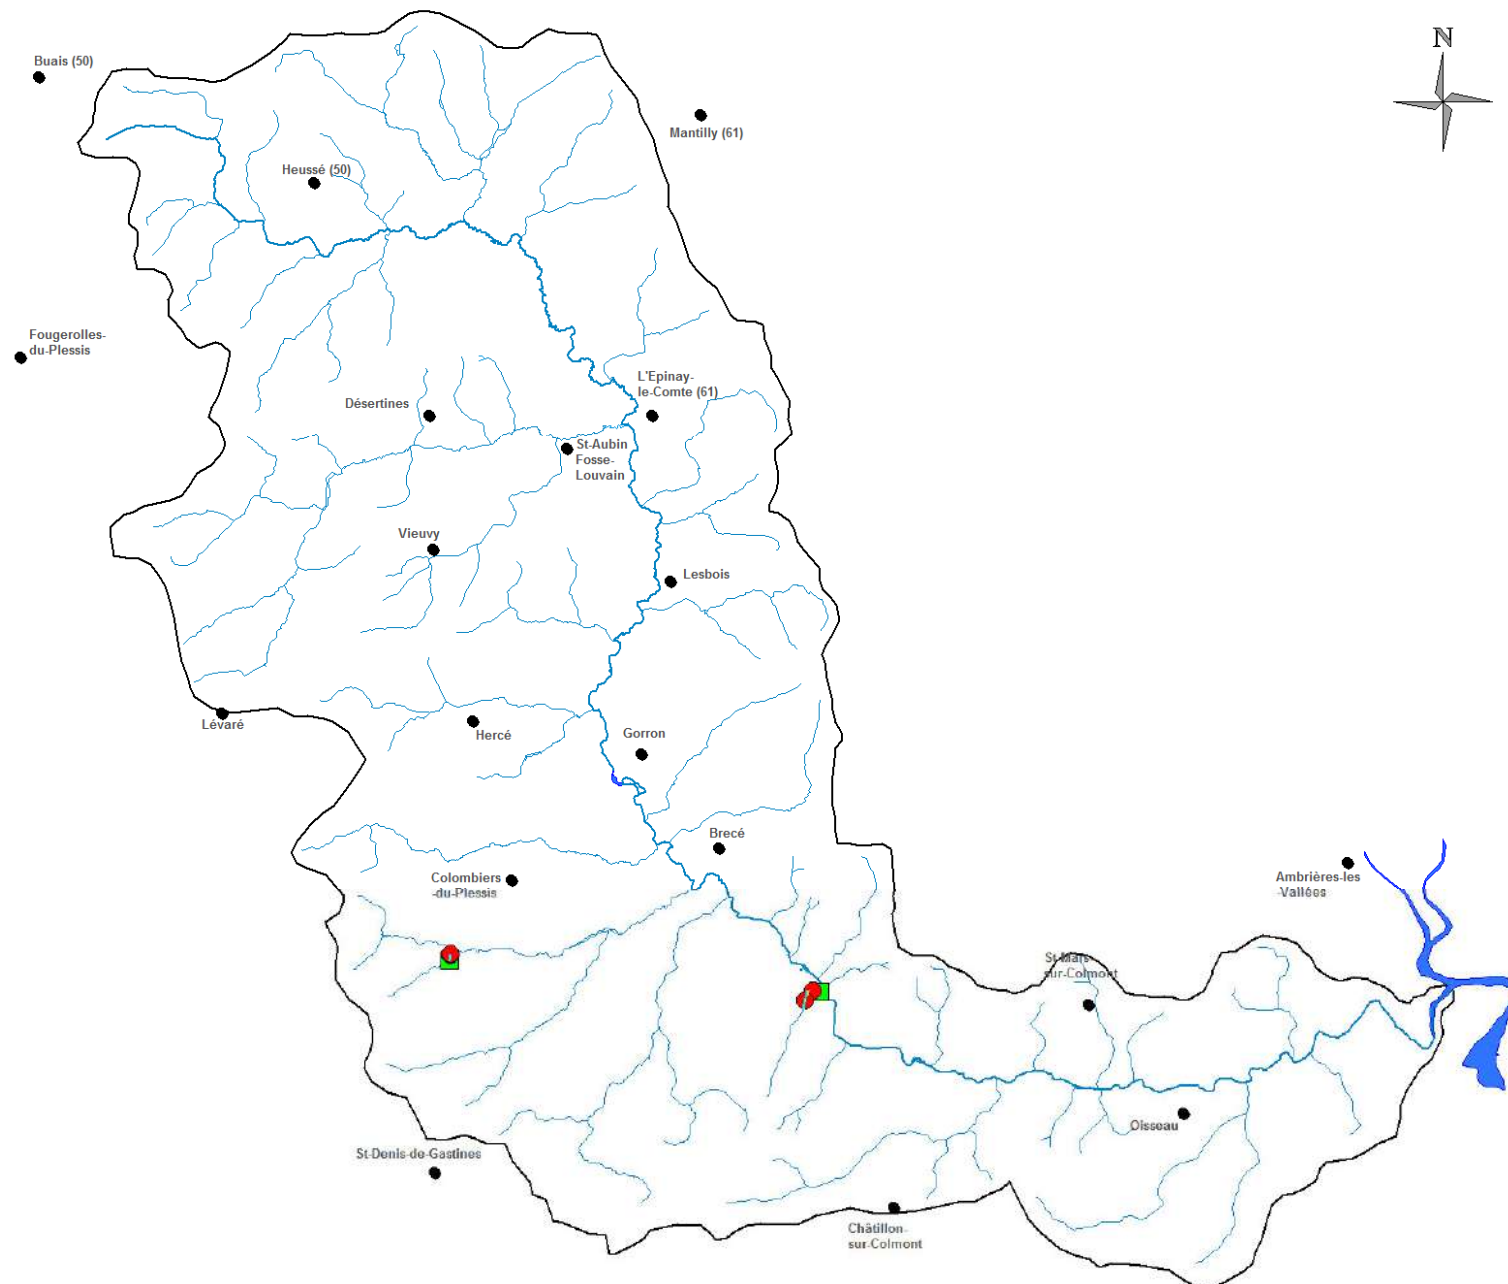 N
Buais (50)
Mantilly (61)
Heussé (50)
Fougerolles-
du-Plessis
L'Epinay-
le-Comte (61)
Désertines
St-Aubin
Fosse-
Louvain
Vieuvy
Lesbois
Lévaré
Hercé
Gorron
Brecé
Colombiers
-du-Plessis
Ambrières-les
-Vallées
St-Mars-
sur-Colmont
Oisseau
St-Denis-de-Gastines
Châtillon-
sur-Colmont